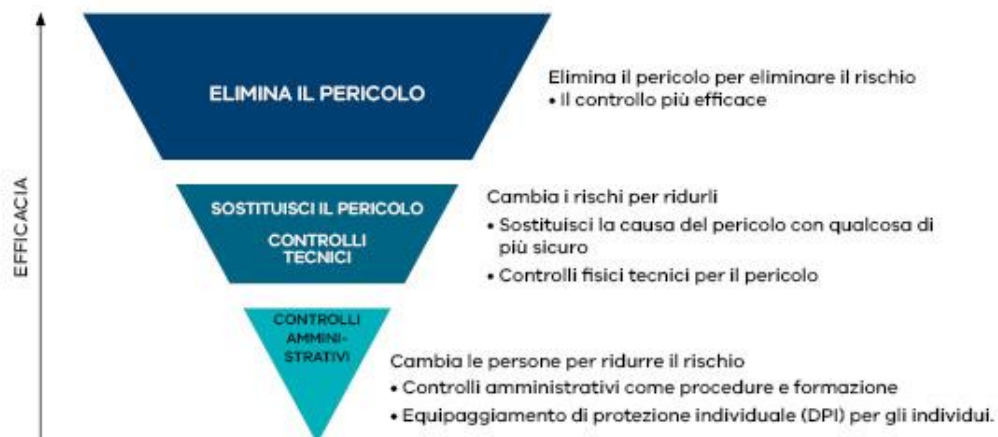 EFFICACIA
ELIMINA IL PERICOLO
Elimina il pericolo per eliminare il rischio
• Il controllo più efficace
SOSTITUISCI IL PERICOLO
CONTROLLI
TECNICI
Cambia i rischi per ridurli
• Sostituisci la causa del pericolo con qualcosa di
più sicuro
• Controlli fisici tecnici per il pericolo
CONTROLLI
AMMINI-
STRATIVI
Cambia le persone per ridurre il rischio
• Controlli amministrativi come procedure e formazione
• Equipaggiamento di protezione individuale (DPI) per gli individui.